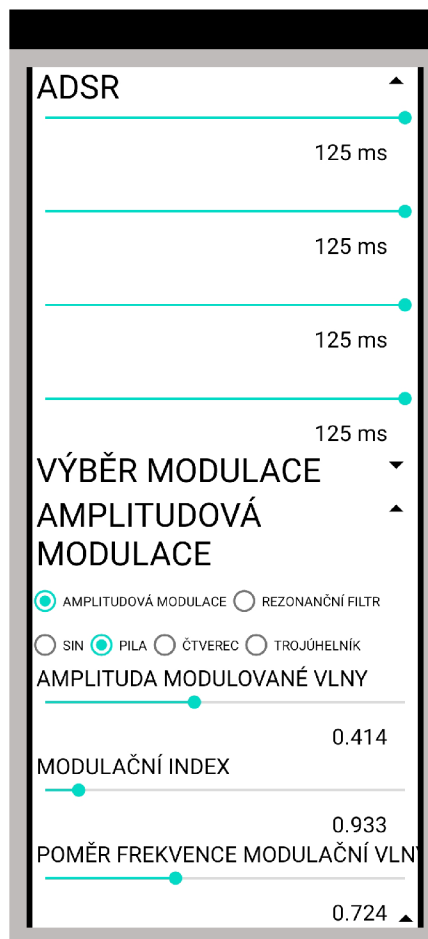 ADSR
125 ms
125 ms
125 ms
125 ms
VÝBĚR MODULACE
AMPLITUDOVÁ
MODULACE
AMPLITUDOVÁ MODULACE REZONANČNÍ FILTR
SIN PILA ČTVEREC TROJÚHELNÍK
AMPLITUDA MODULOVANÉ VLNY
0.414
MODULAČNÍ INDEX
0.933
POMĚR FREKVENCE MODULAČNÍ VLNY
0.724